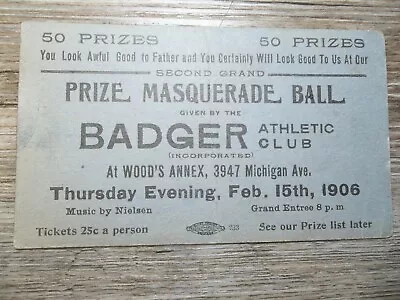 50 PRIZES 50 PRIZES
You Look Awful Good to Father and You Certainly Will Look Good To Us At Our
SECOND GRAND
PRIZE MASQUERADE BALL
GIVEN BY THE
BADGER ATHLETIC CLUB
(INCORPORATED)
At WOOD'S ANNEX, 3947 Michigan Ave.
Thursday Evening, Feb. 15th, 1906
Music by Nielsen Grand Entree 8 p. m.
Tickets 25c a person 233 See our Prize list later